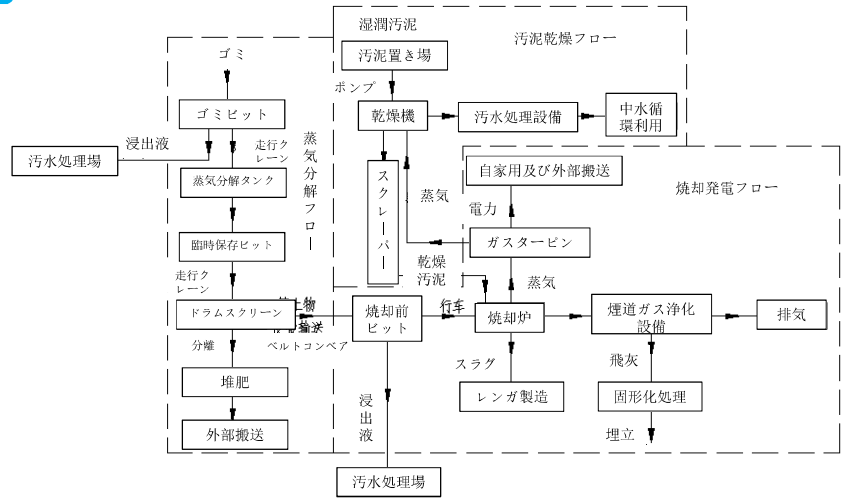 湿潤汚泥
汚泥乾燥フロー
汚泥置き場
ポンプ
乾燥機
汚水処理設備
中水循
環利用
スクレーバー
蒸気
乾燥
汚泥
ゴミ
ゴミピット
浸出液
汚水処理場
走行ク
レーン
蒸気分解タンク
蒸気分解フロー
臨時保存ピット
走行ク
レーン
ドラムスクリーン
輸送
ベルトコンベア
分離
堆肥
外部搬送
焼却発電フロー
自家用及び外部搬送
電力
ガスタービン
蒸気
焼却前
ピット
行车
焼却炉
煙道ガス浄化
設備
排気
スラグ
レンガ製造
飛灰
固形化処理
埋立
浸出液
汚水処理場